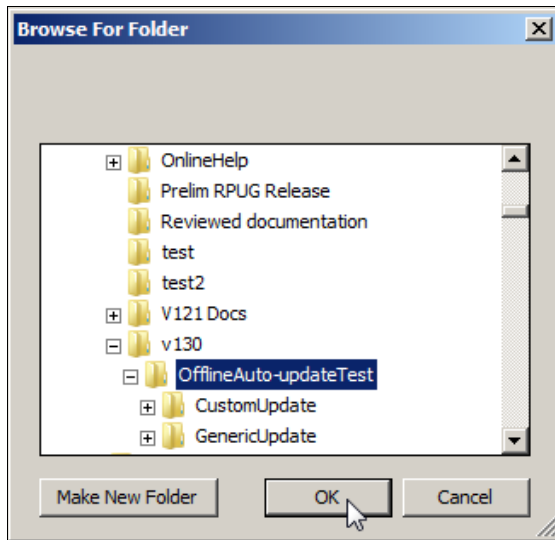 Browse For Folder
OnlineHelp
Prelim RPUG Release
Reviewed documentation
test
test2
V121 Docs
v130
OfflineAuto-updateTest
CustomUpdate
GenericUpdate
Make New Folder OK Cancel